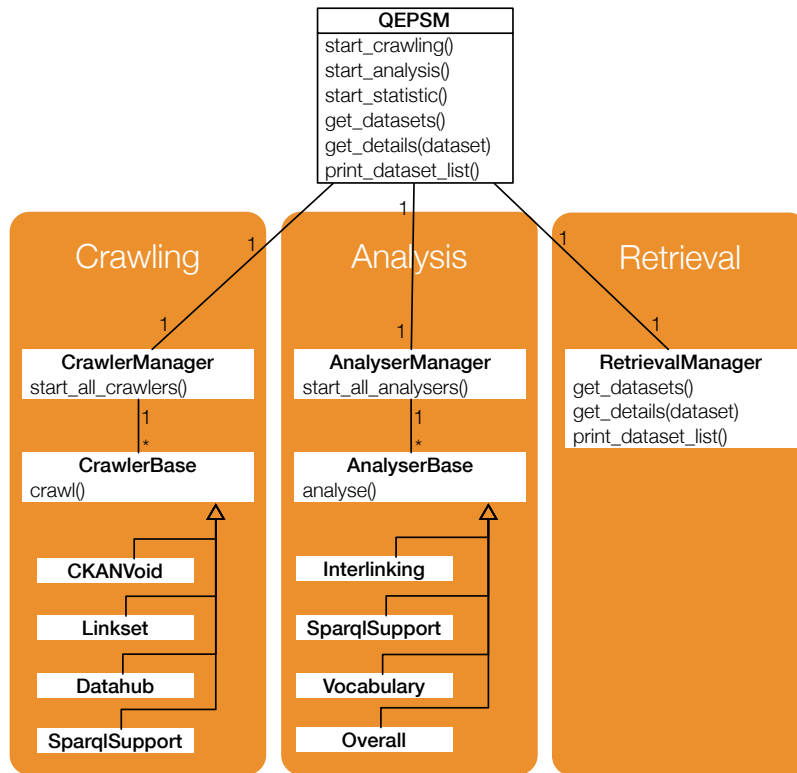 QEPSM
start_crawling()
start_analysis()
start_statistic()
get_datasets()
get_details(dataset)
print_dataset_list()
Crawling
1
1
CrawlerManager
start_all_crawlers()
1
*
CrawlerBase
crawl()
CKANVoid
Linkset
Datahub
SparqlSupport
Analysis
1
1
AnalyserManager
start_all_analysers()
1
*
AnalyserBase
analyse()
Interlinking
SparqlSupport
Vocabulary
Overall
Retrieval
1
1
RetrievalManager
get_datasets()
get_details(dataset)
print_dataset_list()